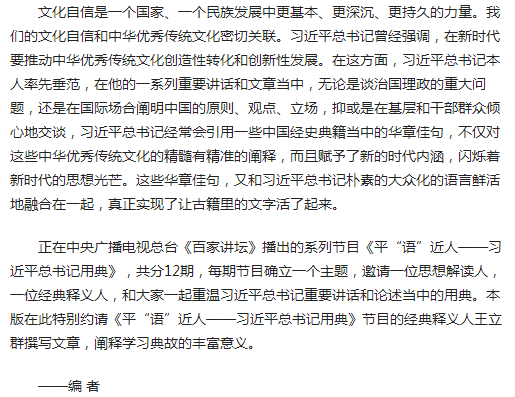 文化自信是一个国家、一个民族发展中更基本、更深沉、更持久的力量。我
们的文化自信和中华优秀传统文化密切关联。习近平总书记曾经强调，在新时代
要推动中华优秀传统文化创造性转化和创新性发展。在这方面，习近平总书记本
人率先垂范，在他的一系列重要讲话和文章当中，无论是谈治国理政的重大问
题，还是在国际场合阐明中国的原则、观点、立场，抑或是在基层和干部群众倾
心地交谈，习近平总书记经常会引用一些中国经史典籍当中的华章佳句，不仅对
这些中华优秀传统文化的精髓有精准的阐释，而且赋予了新的时代内涵，闪烁着
新时代的思想光芒。这些华章佳句，又和习近平总书记朴素的大众化的语言鲜活
地融合在一起，真正实现了让古籍里的文字活了起来。
正在中央广播电视总台《百家讲坛》播出的系列节目《平“语”近人——习
近平总书记用典》，共分12期，每期节目确立一个主题，邀请一位思想解读人，
一位经典释义人，和大家一起重温习近平总书记重要讲话和论述当中的用典。本
版在此特别约请《平“语”近人——习近平总书记用典》节目的经典释义人王立
群撰写文章，阐释学习典故的丰富意义。
——编 者